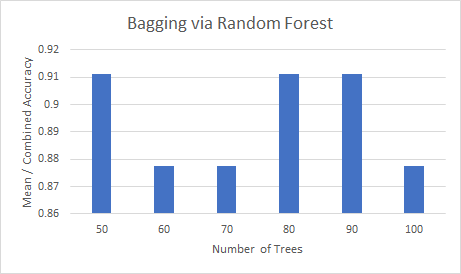 Bagging via Random Forest
Mean / Combined Accuracy
0.92
0.91
0.9
0.89
0.88
0.87
0.86
50 60 70 80 90 100
Number of Trees